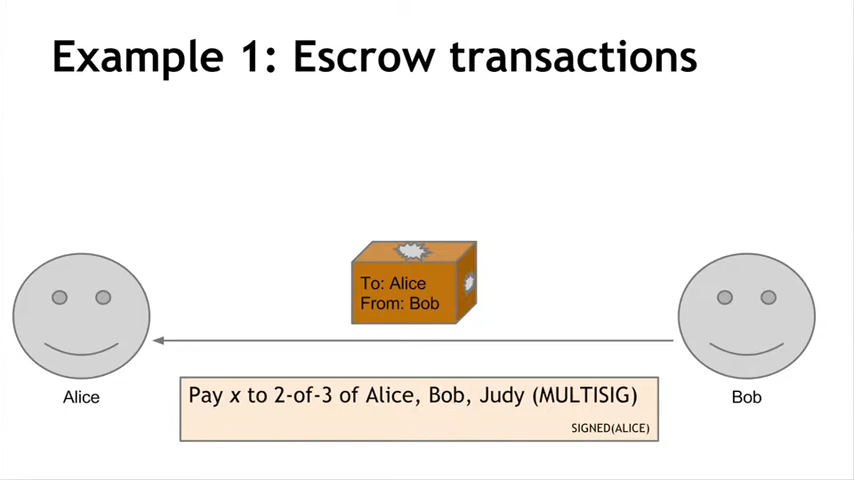 Example 1: Escrow transactions
To: Alice
From: Bob
Alice
Bob
Pay x to 2-of-3 of Alice, Bob, Judy (MULTISIG)
SIGNED(ALICE)